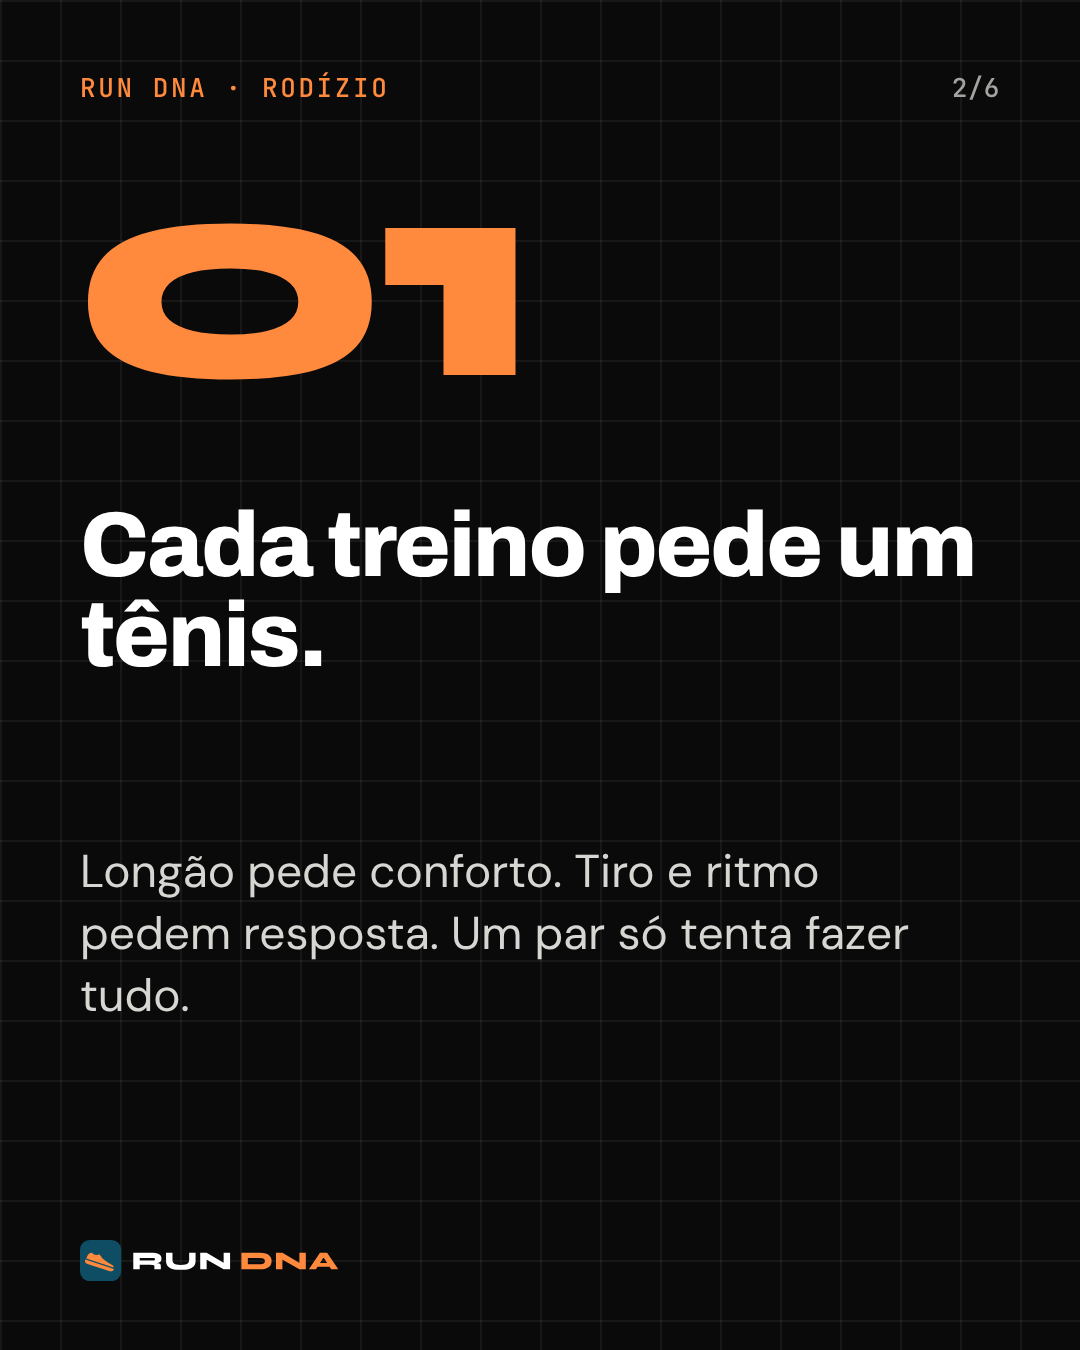 RUN DNA · RODÍZIO
2/6
01
Cada treino pede um
tênis.
Longão pede conforto. Tiro e ritmo
pedem resposta. Um par só tenta fazer
tudo.
RUN DNA